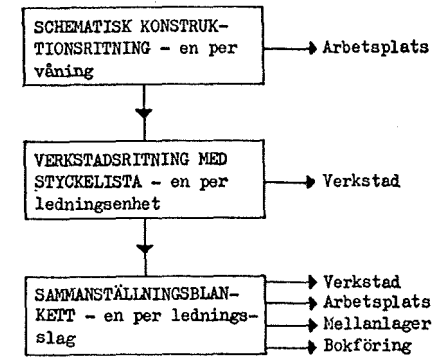 SCHEMATISK KONSTRUK-
TIONSRITNING - en per
våning
Arbetsplats
VERKSTADSRITNING MED
STYCKELISTA - en per
ledningsenhet
Verkstad
SAMMANSTÄLLNINGSBLAN-
KETT - en per lednings-
slag
Verkstad
Arbetsplats
Mellanlager
Bokföring